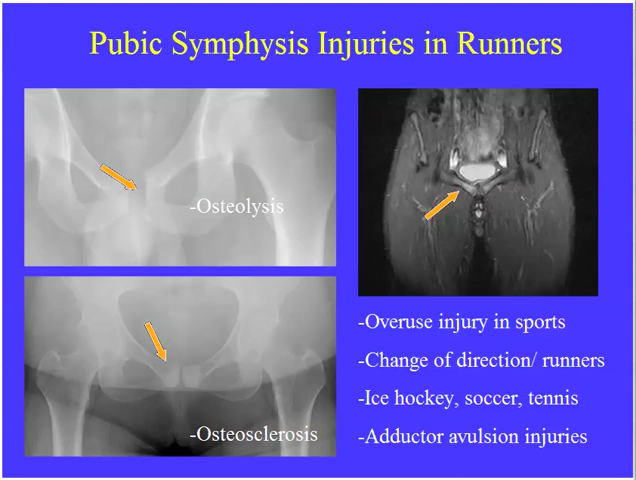 Pubic Symphysis Injuries in Runners
-Osteolysis
-Osteosclerosis
-Overuse injury in sports
-Change of direction/ runners
-Ice hockey, soccer, tennis
-Adductor avulsion injuries